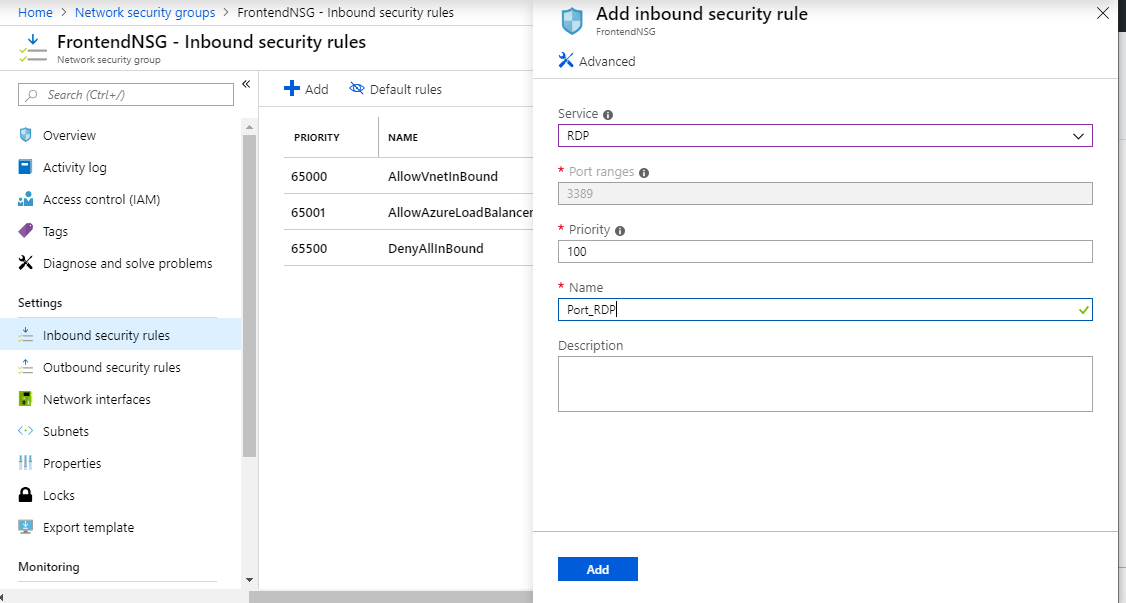 Home > Network security groups > FrontendNSG - Inbound security rules
FrontendNSG - Inbound security rules
Network security group
Search (Ctrl+/)
«
Overview
Activity log
Access control (IAM)
Tags
Diagnose and solve problems
Settings
Inbound security rules
Outbound security rules
Network interfaces
Subnets
Properties
Locks
Export template
Monitoring
Add Default rules
PRIORITY NAME
65000 AllowVnetInBound
65001 AllowAzureLoadBalancer
65500 DenyAllInBound
Add inbound security rule
FrontendNSG
Advanced
Service
RDP
* Port ranges
3389
* Priority
100
* Name
Port_RDP
Description
Add